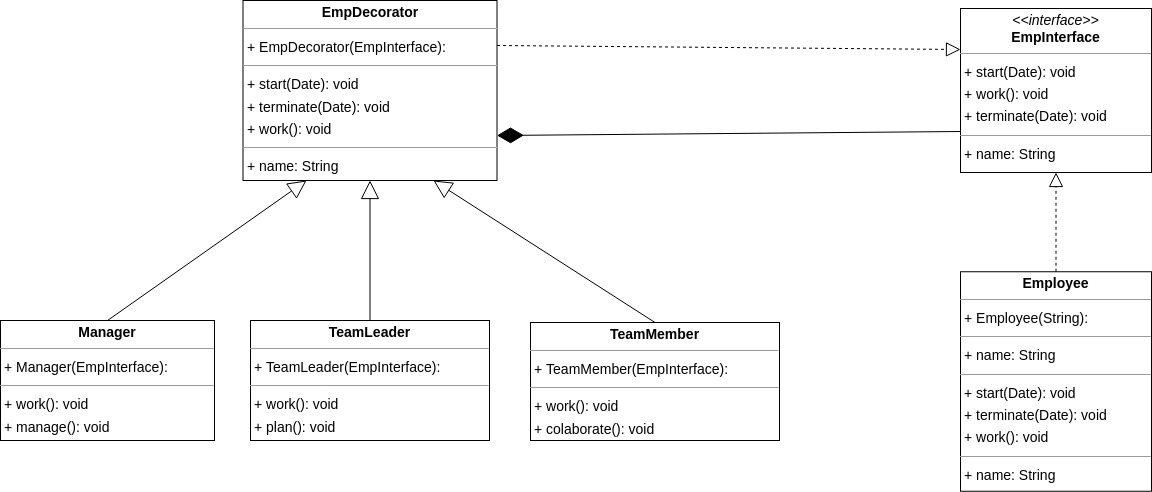 EmpDecorator
+ EmpDecorator(EmpInterface):
+ start(Date): void
+ terminate(Date): void
+ work(): void
+ name: String
<<interface>>
EmpInterface
+ start(Date): void
+ work(): void
+ terminate(Date): void
+ name: String
Manager
+ Manager(EmpInterface):
+ work(): void
+ manage(): void
TeamLeader
+ TeamLeader(EmpInterface):
+ work(): void
+ plan(): void
TeamMember
+ TeamMember(EmpInterface):
+ work(): void
+ colaborate(): void
Employee
+ Employee(String):
+ name: String
+ start(Date): void
+ terminate(Date): void
+ work(): void
+ name: String